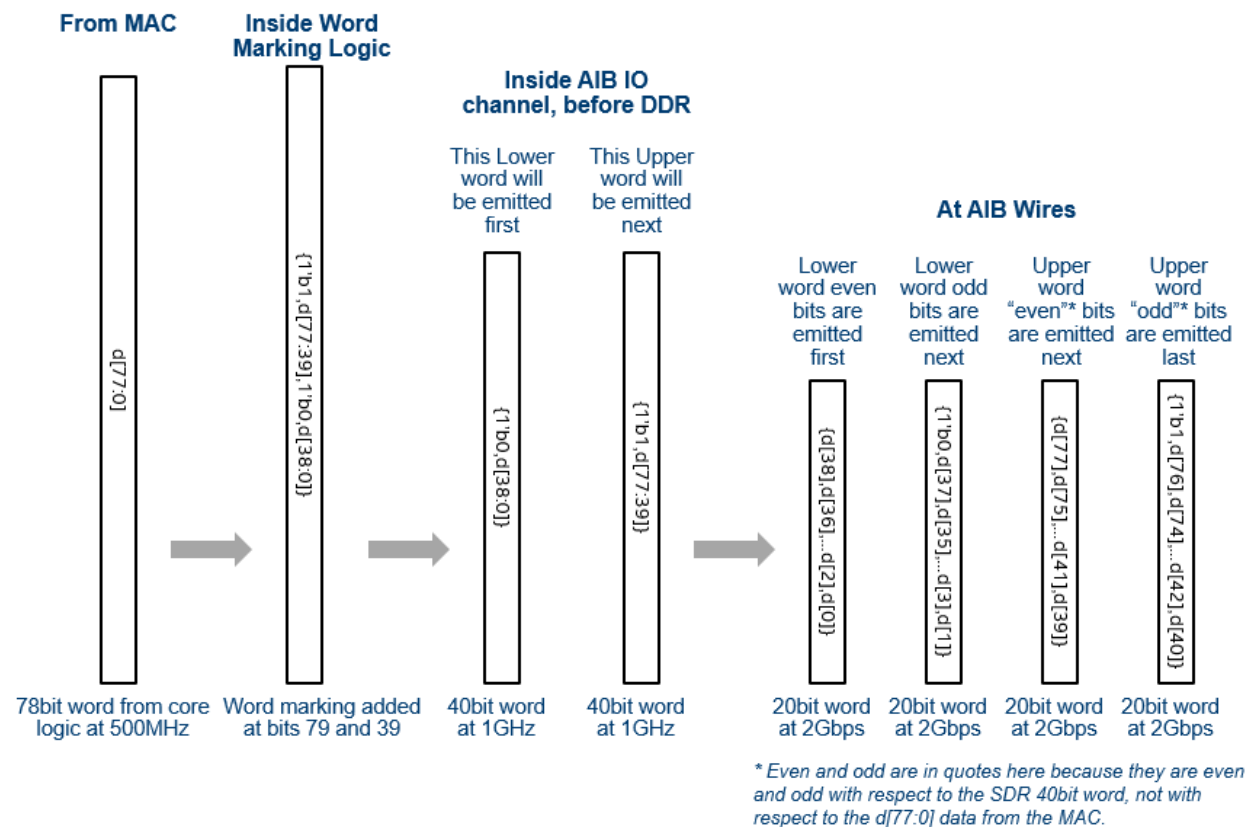 From MAC
Inside Word
Marking Logic
Inside AIB IO
channel, before DDR
This Lower
word will
be emitted
first
This Upper
word will
be emitted
next
At AIB Wires
Lower
word even
bits are
emitted
first
Lower
word odd
bits are
emitted
next
Upper
word
“even”* bits
are emitted
next
Upper
word
“odd”* bits
are emitted
last
d[77:0]
{1'b1,d[77:39],1'b0,d[38:0]}
{1'b0,d[38:0]}
{1'b1,d[77:39]}
{d[38],d[36],...d[2],d[0]}
{1'b0,d[37],d[35],...d[3],d[1]}
{d[77],d[75],...d[41],d[39]}
{1'b1,d[76],d[74],...d[42],d[40]}
78bit word from core
logic at 500MHz
Word marking added
at bits 79 and 39
40bit word
at 1GHz
40bit word
at 1GHz
20bit word
at 2Gbps
20bit word
at 2Gbps
20bit word
at 2Gbps
20bit word
at 2Gbps
* Even and odd are in quotes here because they are even
and odd with respect to the SDR 40bit word, not with
respect to the d[77:0] data from the MAC.